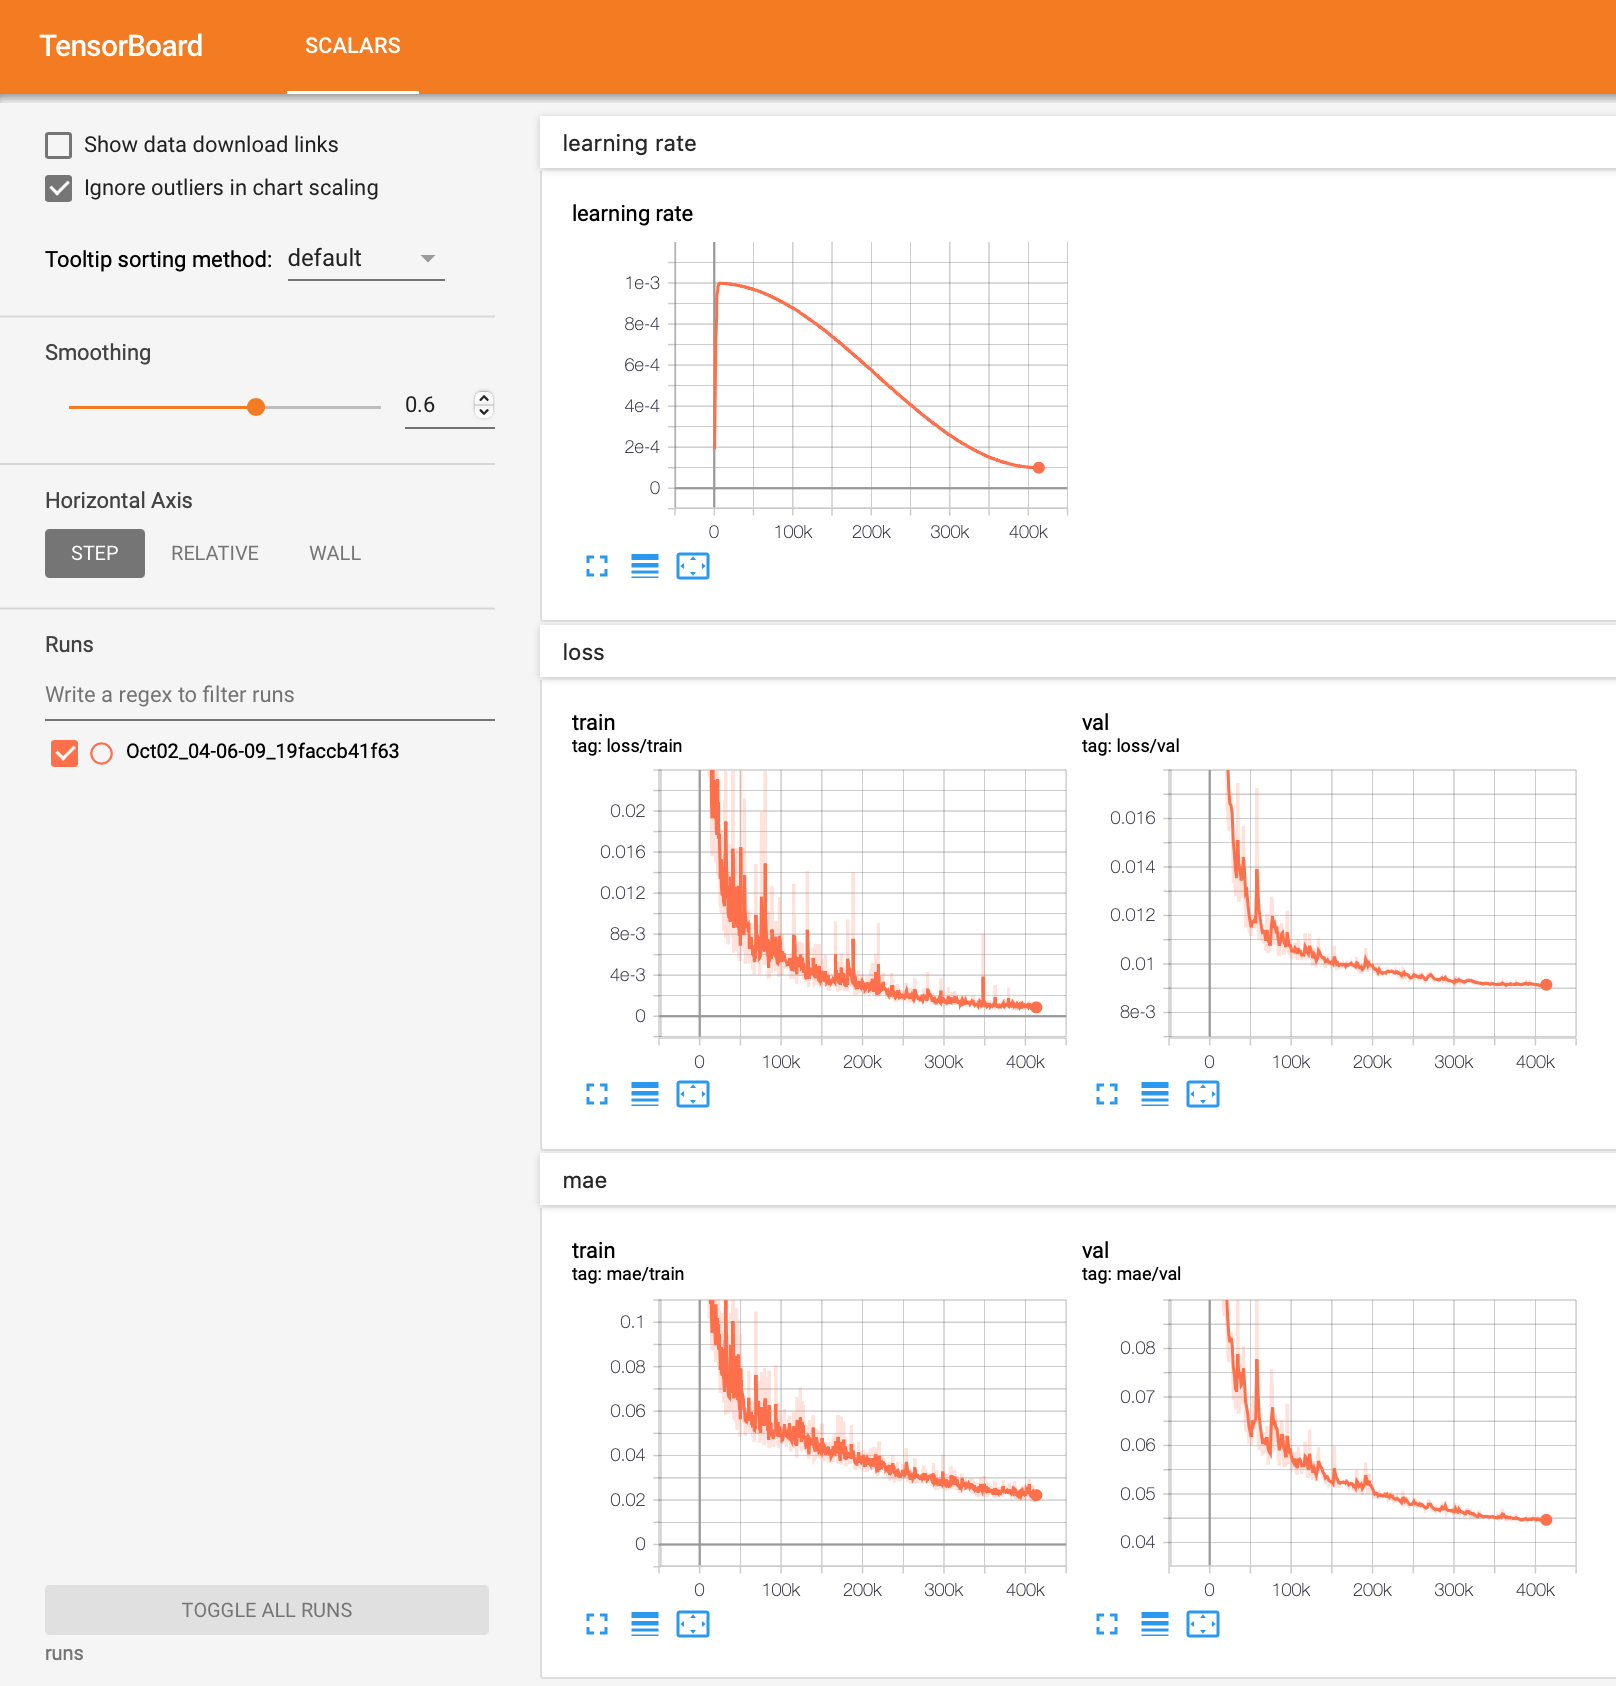 TensorBoard
SCALARS
Show data download links
Ignore outliers in chart scaling
Tooltip sorting method: default
Smoothing
0.6
Horizontal Axis
STEP RELATIVE WALL
Runs
Write a regex to filter runs
Oct02_04-06-09_19faccb41f63
TOGGLE ALL RUNS
runs
learning rate
learning rate
1e-3
8e-4
6e-4
4e-4
2e-4
0
0 100k 200k 300k 400k
loss
train
tag: loss/train
0.02
0.016
0.012
8e-3
4e-3
0
0 100k 200k 300k 400k
val
tag: loss/val
0.016
0.014
0.012
0.01
8e-3
0 100k 200k 300k 400k
mae
train
tag: mae/train
0.1
0.08
0.06
0.04
0.02
0
0 100k 200k 300k 400k
val
tag: mae/val
0.08
0.07
0.06
0.05
0.04
0 100k 200k 300k 400k